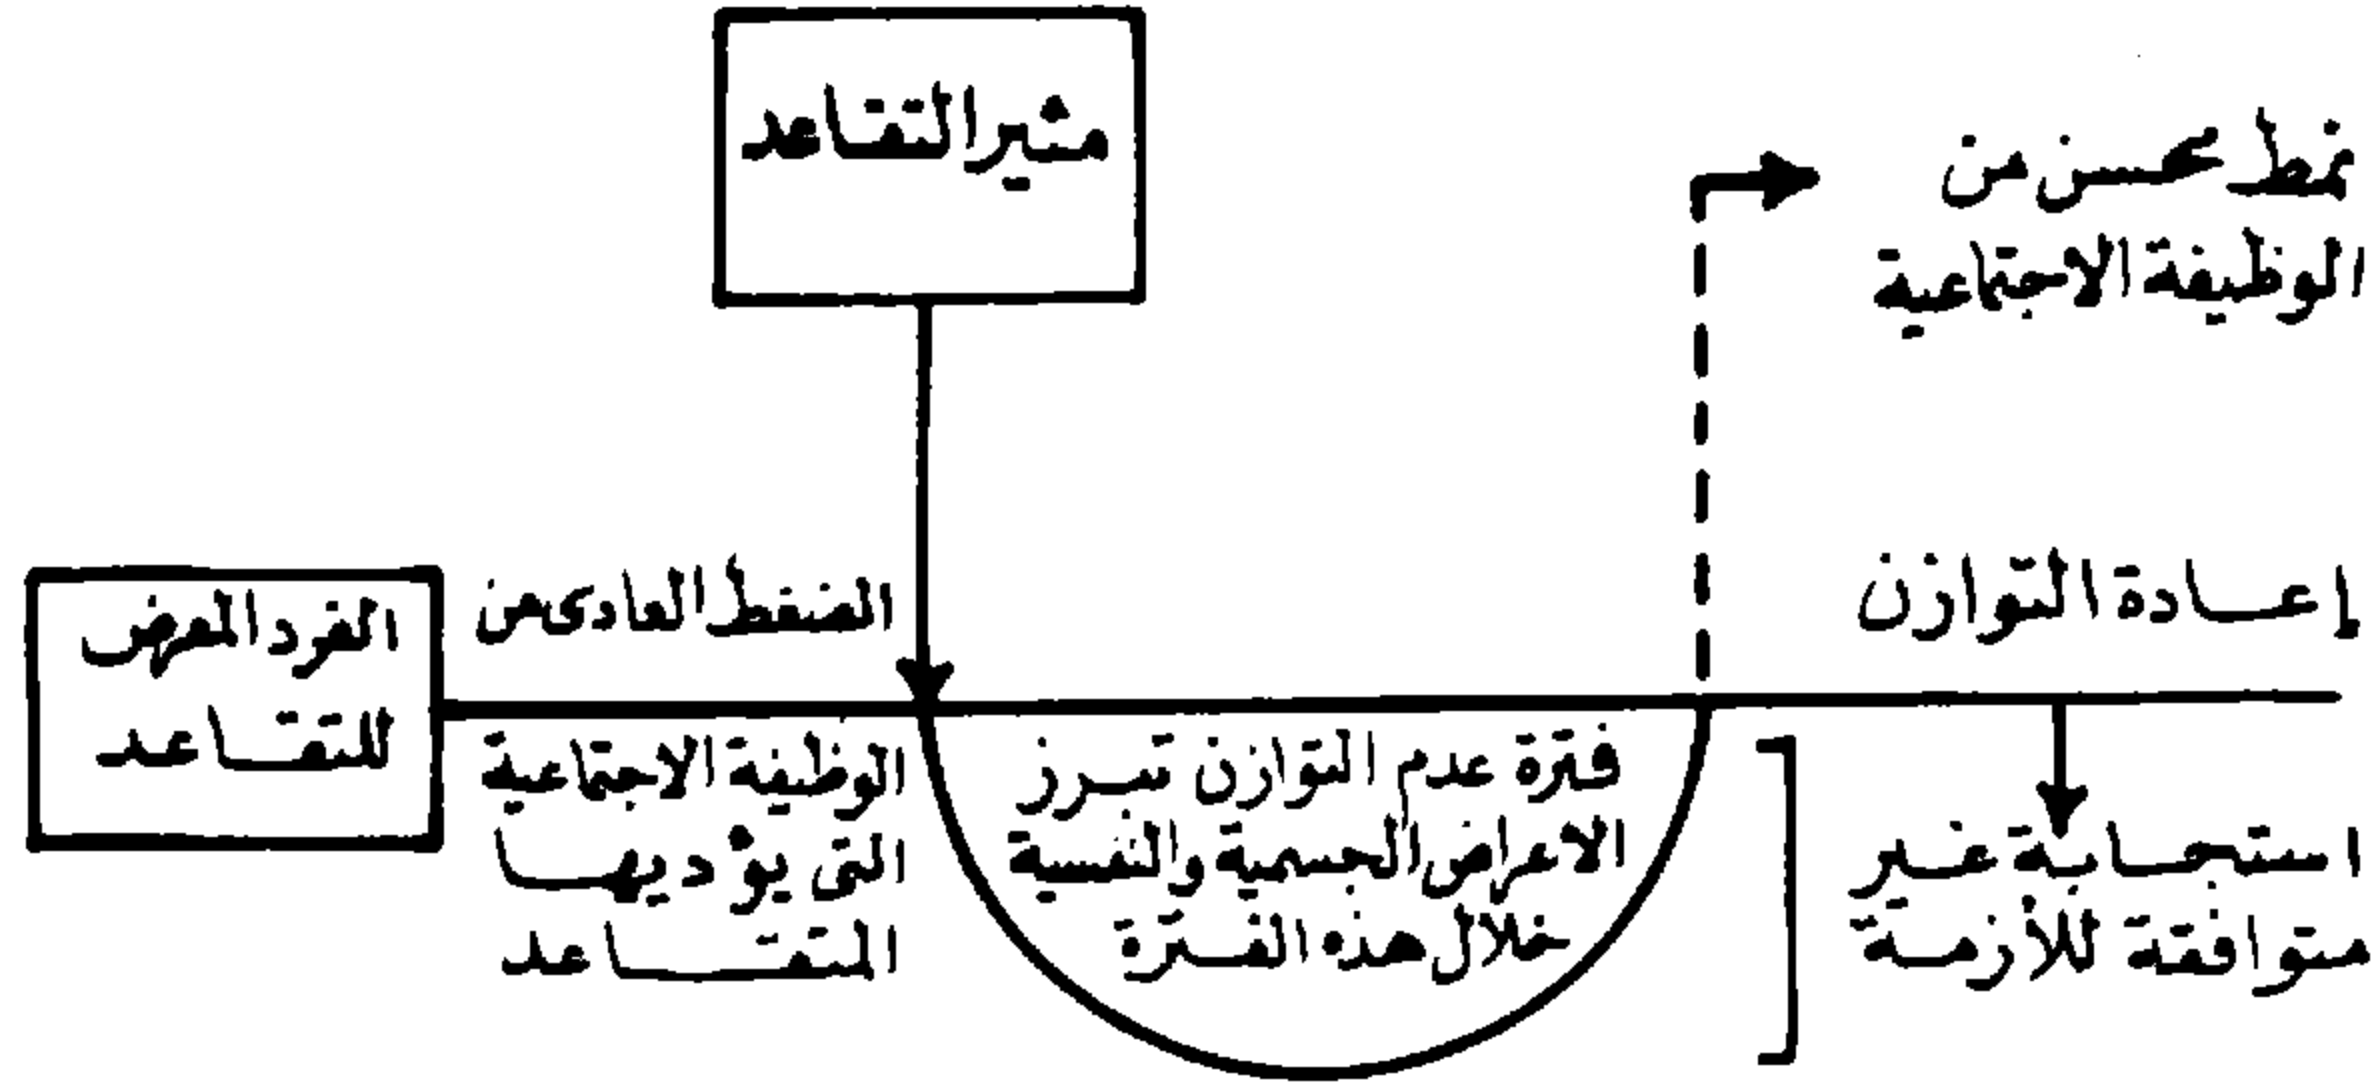 مثير التقاعد
نمط محسن من
الوظيفة الاجتماعية
إعادة التوازن
الضغط العادى من
الفرد المعرض
للتقاعد
الوظيفة الاجتماعية
التى يؤديها
المتقاعد
فترة عدم التوازن تبرز
الاعراض الجسمية والنفسية
خلال هذه الفترة
استجابة غير
متوافقة للأزمة